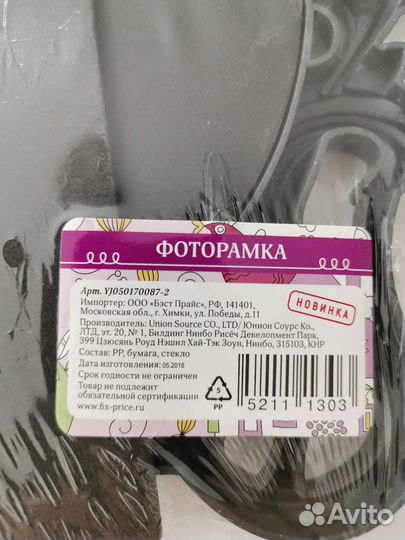 ФОТОРАМКА
Арт. YJ050170087-2
Импортер: ООО «Бэст Прайс», РФ, 141401,
Московская обл., г. Химки, ул. Победы, д.11
НОВИНКА
Производитель: Union Source CO., LTD/ Юнион Соурс Ко.,
ЛТД, эт. 20, № 1, Билдинг Нинбо Рисёч Девелопмент Парк,
399 Цзюсянь Роуд Нэшнл Хай-Тэк Зоун, Нинбо, 315103, КНР
Состав: PP, бумага, стекло
Дата изготовления: 05.2018
Срок годности не ограничен
Товар не подлежит
обязательной сертификации
www.fix-price.ru
5
PP
5211 1303
Avito